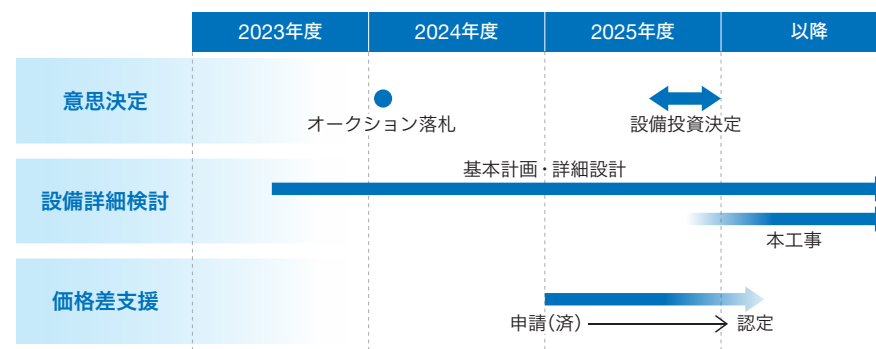 2023年度
2024年度
2025年度
以降
意思決定
オークション落札
設備投資決定
設備詳細検討
基本計画・詳細設計
本工事
価格差支援
申請(済)
認定